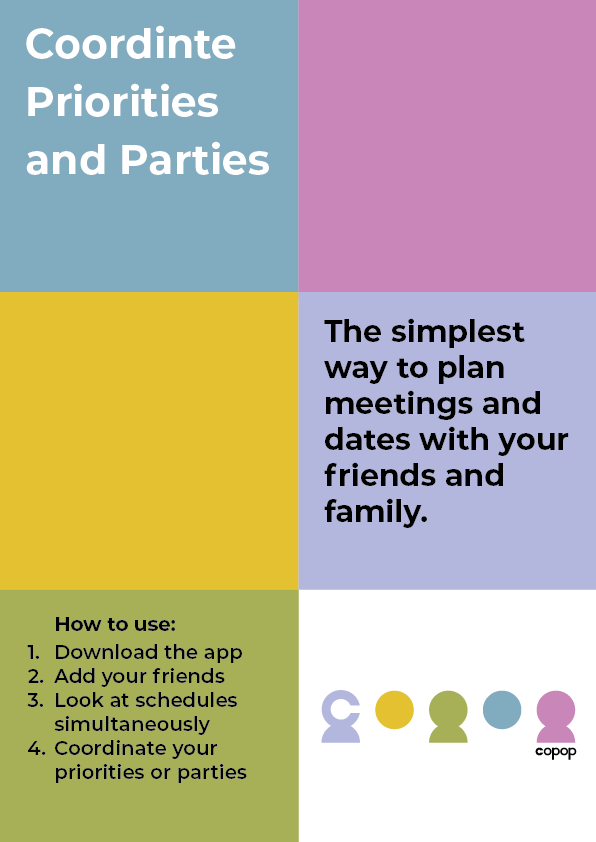 Coordinte
Priorities
and Parties
The simplest
way to plan
meetings and
dates with your
friends and
family.
How to use:
1. Download the app
2. Add your friends
3. Look at schedules
simultaneously
4. Coordinate your
priorities or parties
copop